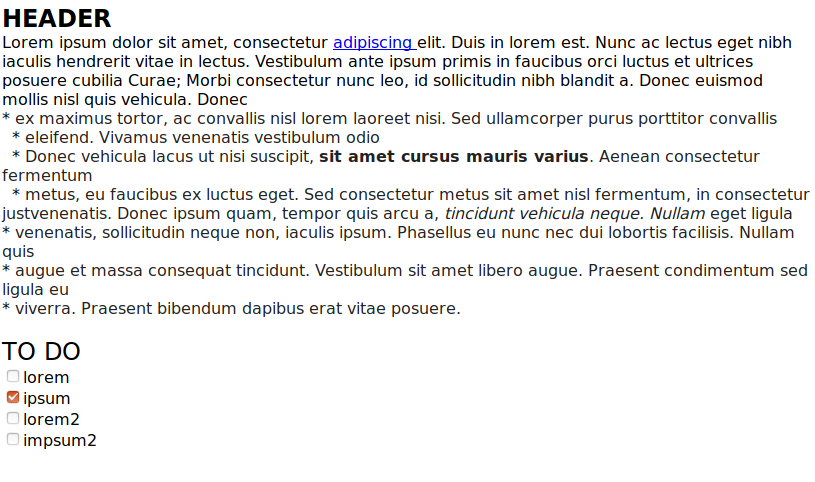 HEADER
Lorem ipsum dolor sit amet, consectetur adipiscing elit. Duis in lorem est. Nunc ac lectus eget nibh
iaculis hendrerit vitae in lectus. Vestibulum ante ipsum primis in faucibus orci luctus et ultrices
posuere cubilia Curae; Morbi consectetur nunc leo, id sollicitudin nibh blandit a. Donec euismod
mollis nisl quis vehicula. Donec
* ex maximus tortor, ac convallis nisl lorem laoreet nisi. Sed ullamcorper purus porttitor convallis
* eleifend. Vivamus venenatis vestibulum odio
* Donec vehicula lacus ut nisi suscipit, sit amet cursus mauris varius. Aenean consectetur
fermentum
* metus, eu faucibus ex luctus eget. Sed consectetur metus sit amet nisl fermentum, in consectetur
justvenenatis. Donec ipsum quam, tempor quis arcu a, tincidunt vehicula neque. Nullam eget ligula
* venenatis, sollicitudin neque non, iaculis ipsum. Phasellus eu nunc nec dui lobortis facilisis. Nullam
quis
* augue et massa consequat tincidunt. Vestibulum sit amet libero augue. Praesent condimentum sed
ligula eu
* viverra. Praesent bibendum dapibus erat vitae posuere.
TO DO
lorem
ipsum
lorem2
impsum2